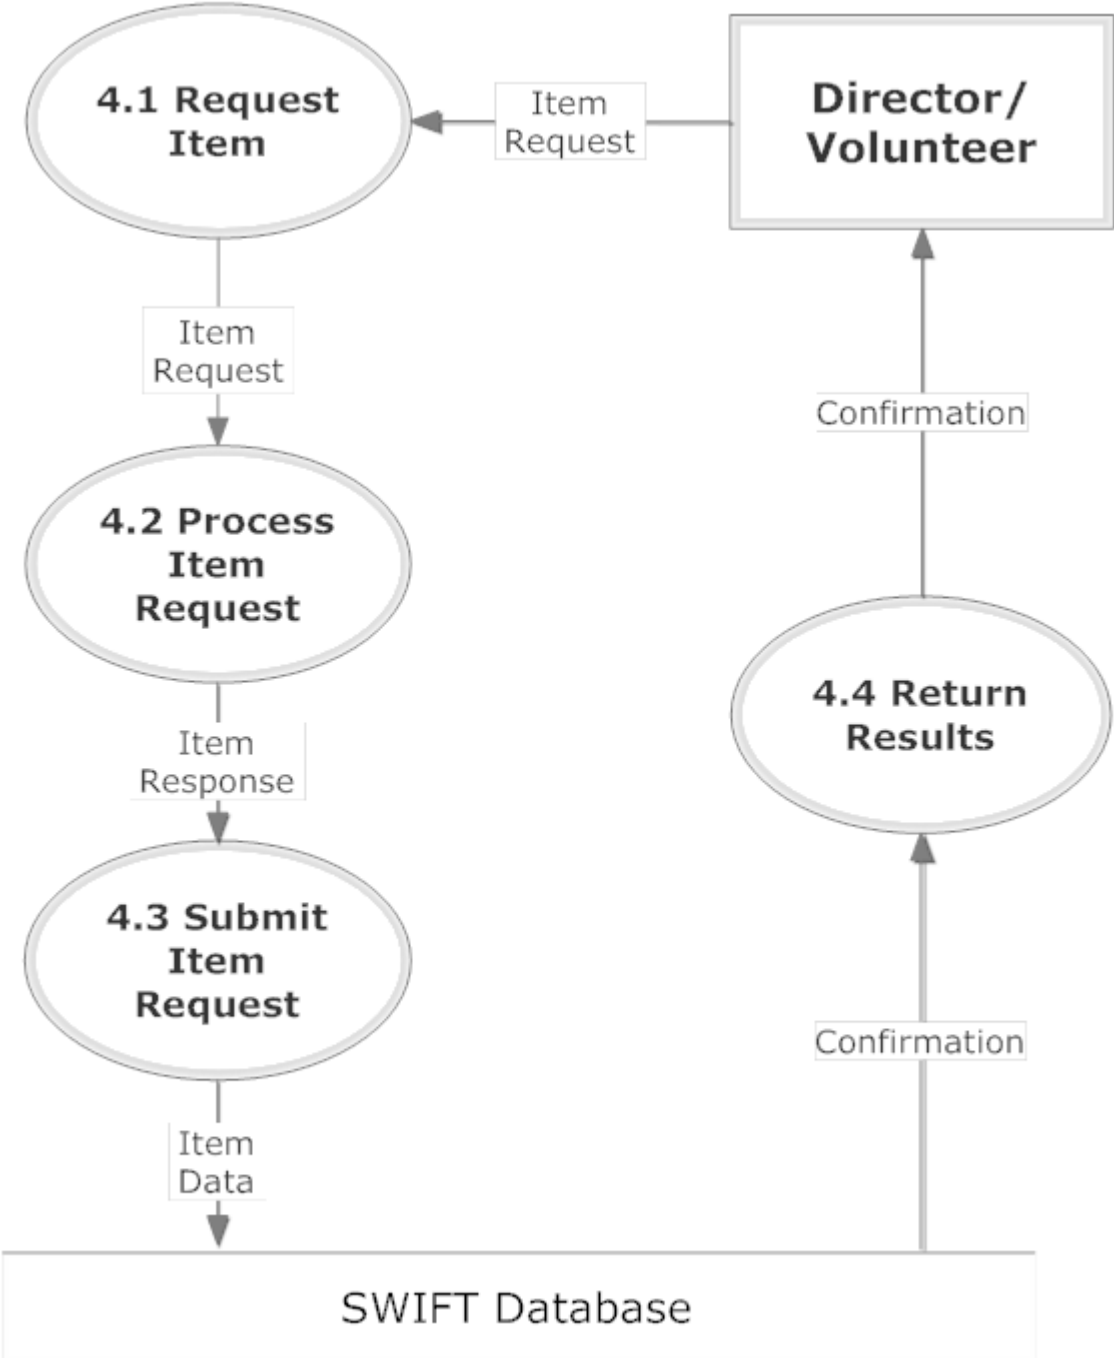 4.1 Request
Item
Item
Request
Director/
Volunteer
Item
Request
Confirmation
4.2 Process
Item
Request
4.4 Return
Results
Item
Response
4.3 Submit
Item
Request
Confirmation
Item
Data
SWIFT Database